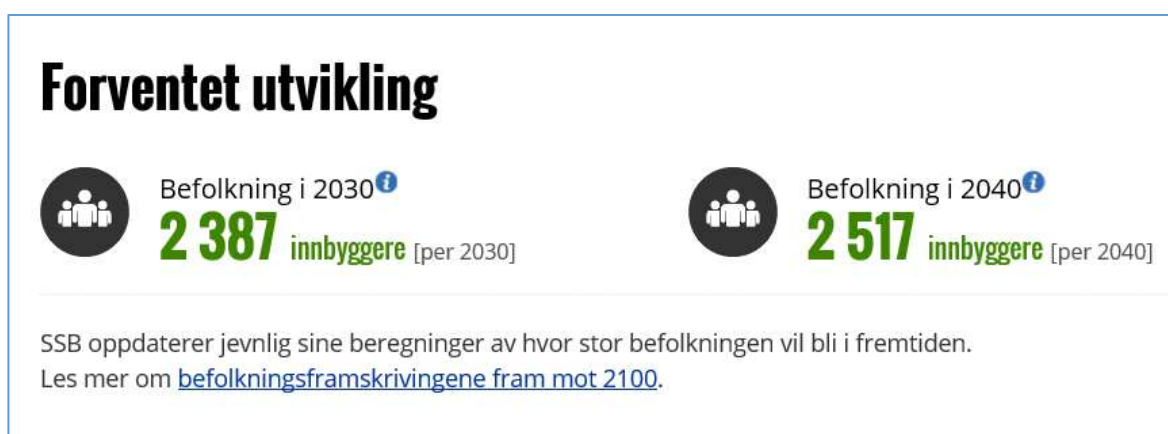 Forventet utvikling
Befolkning i 2030
2 387 innbyggere [per 2030]
Befolkning i 2040
2 517 innbyggere [per 2040]
SSB oppdaterer jevnlig sine beregninger av hvor stor befolkningen vil bli i fremtiden.
Les mer om befolkningsframskrivingene fram mot 2100.